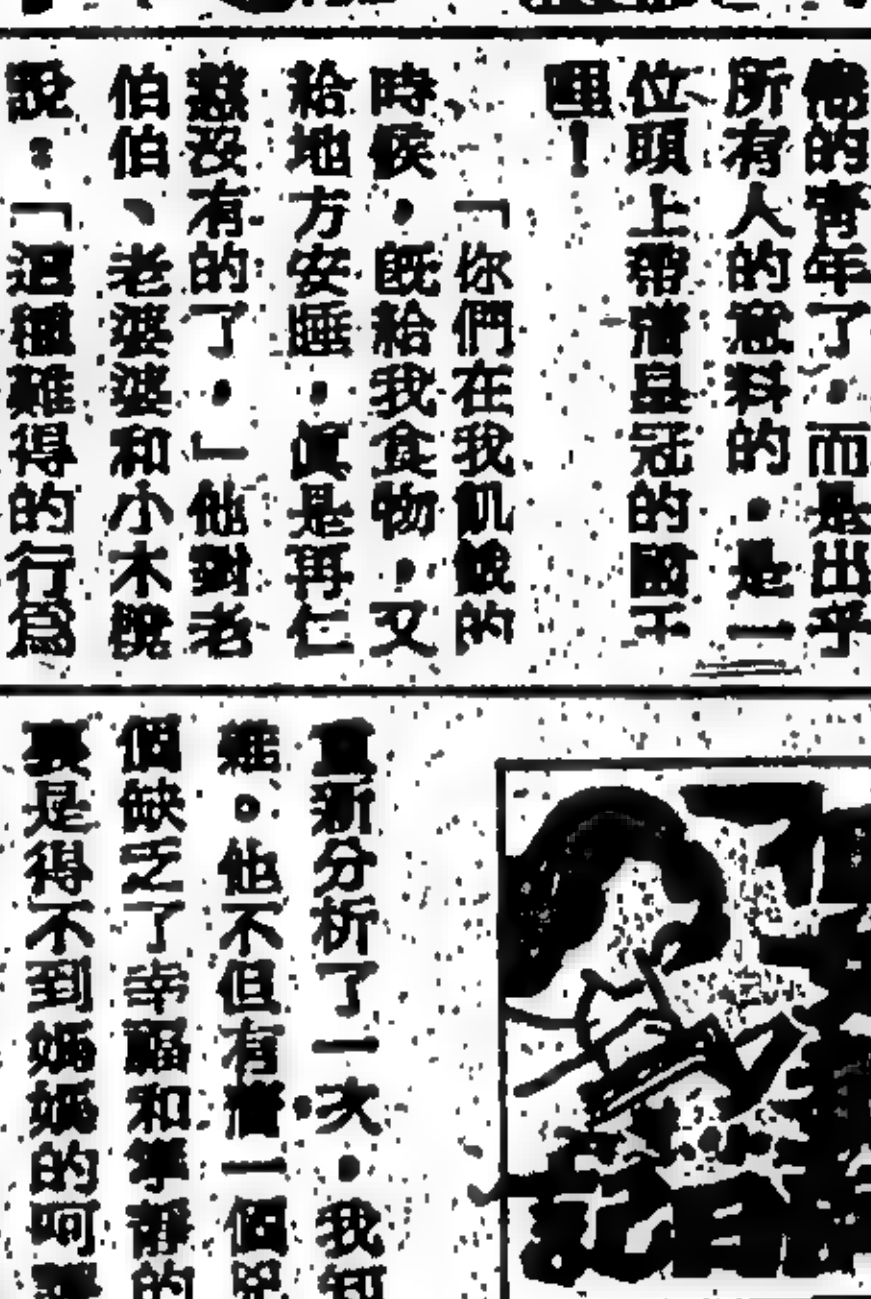 他的青年了，而是出乎
所有人的意料的，是一
位頭上帶着皇冠的國王
哩！
「你們在我飢餓的
時候，既給我食物，又
給地方安睡，真是再仁
慈沒有的了。」他對老
伯伯、老婆婆和小木
說：「這種難得的行為
重新分析了一次，我知
難。他不但有着一個
個缺乏了幸福和寧靜的
是得不到媽媽的呵
記日